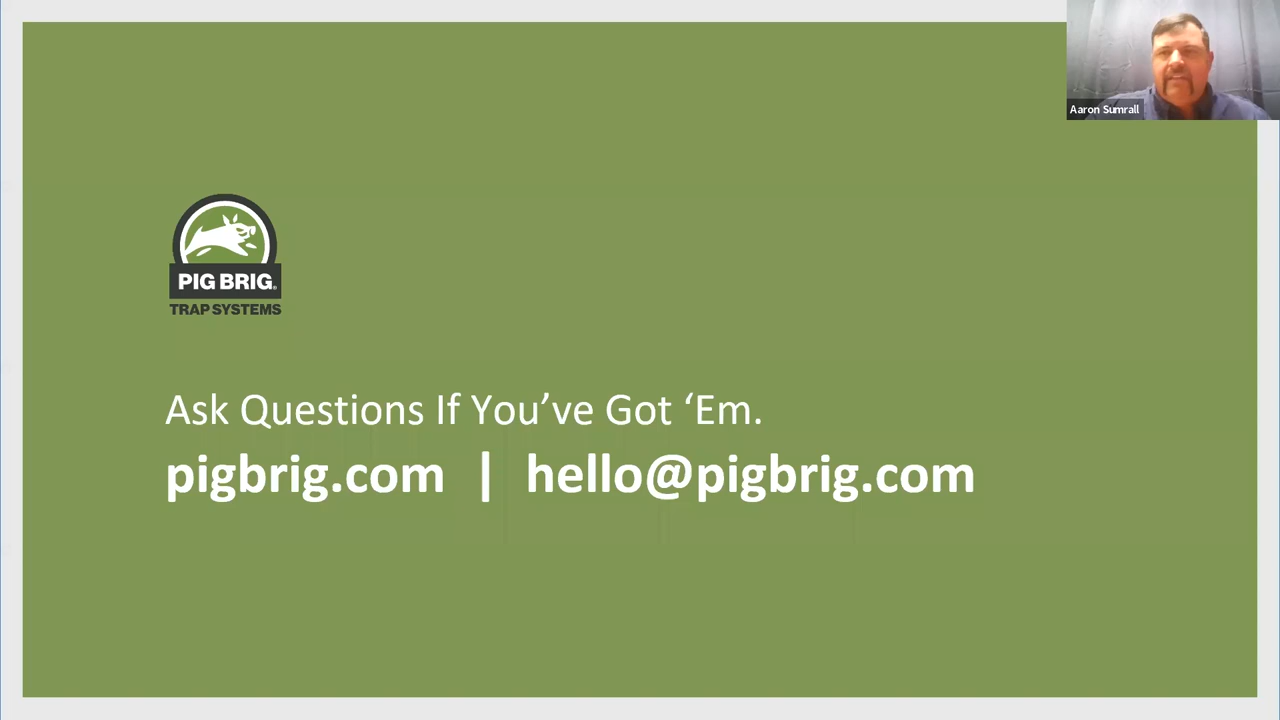 Aaron Sumrall
PIG BRIG®
TRAP SYSTEMS
Ask Questions If You’ve Got ‘Em.
pigbrig.com | hello@pigbrig.com